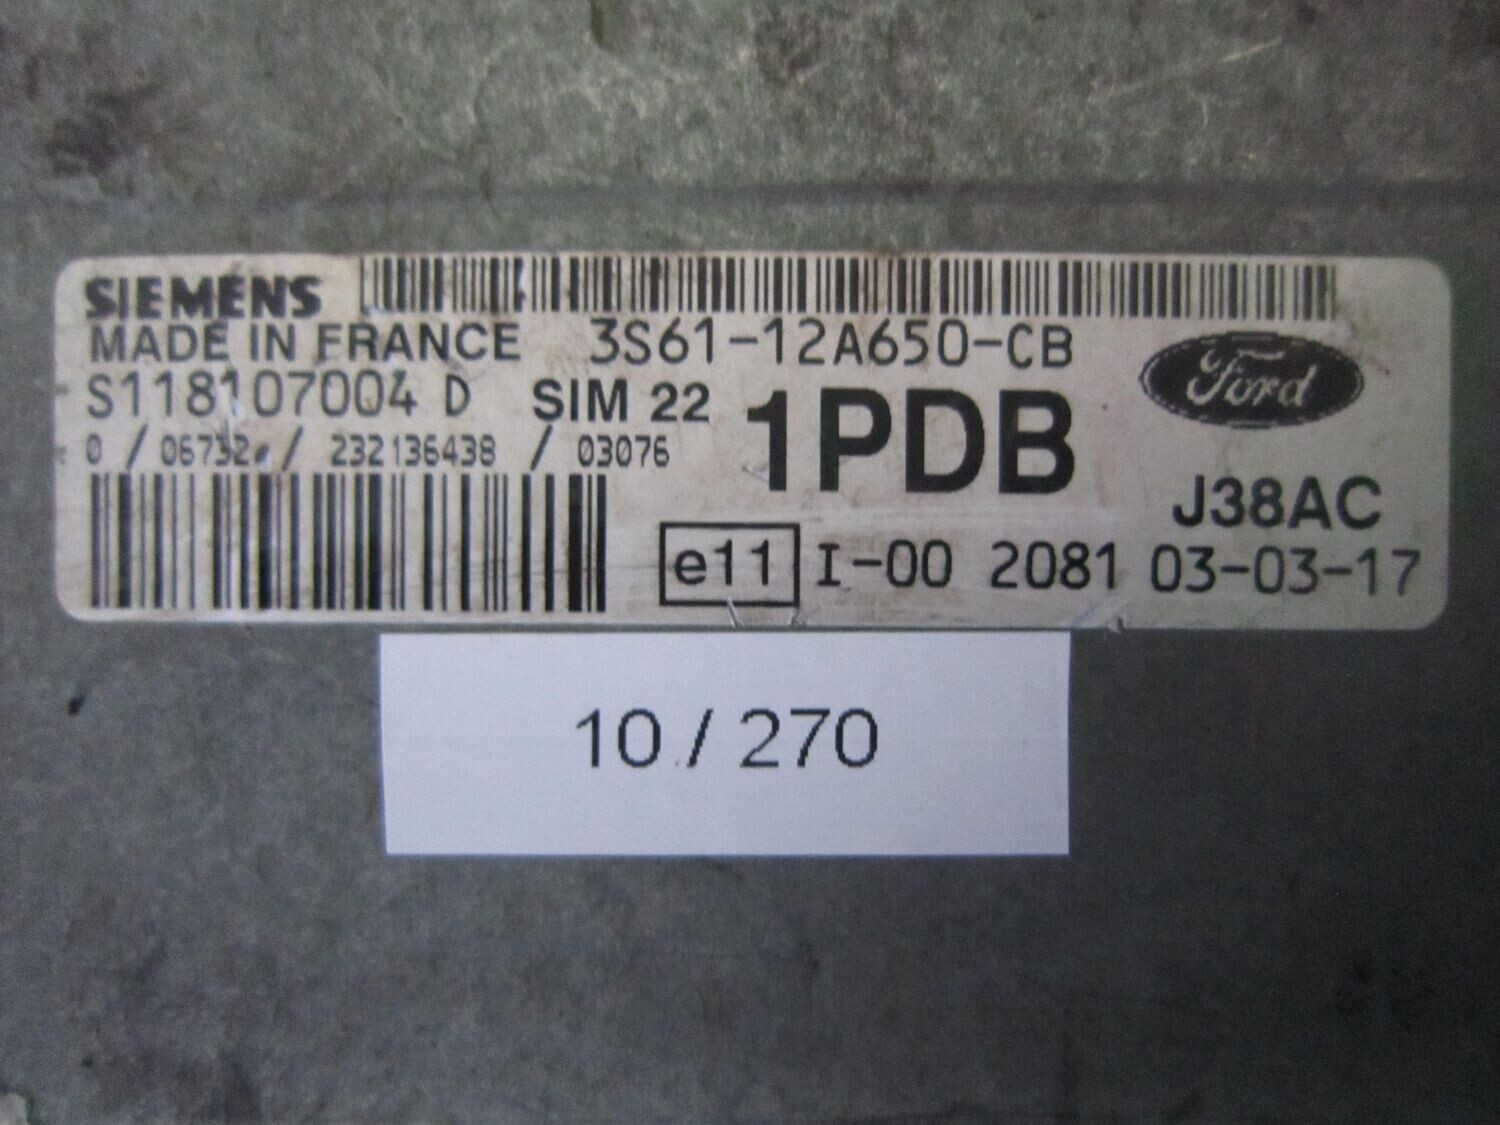 SIEMENS
MADE IN FRANCE 3S61-12A650-CB
Ford
S118107004 D SIM 22 1PDB
0 / 06732 / 232136438 / 03076
J38AC
e11 I-00 2081 03-03-17
10 / 270